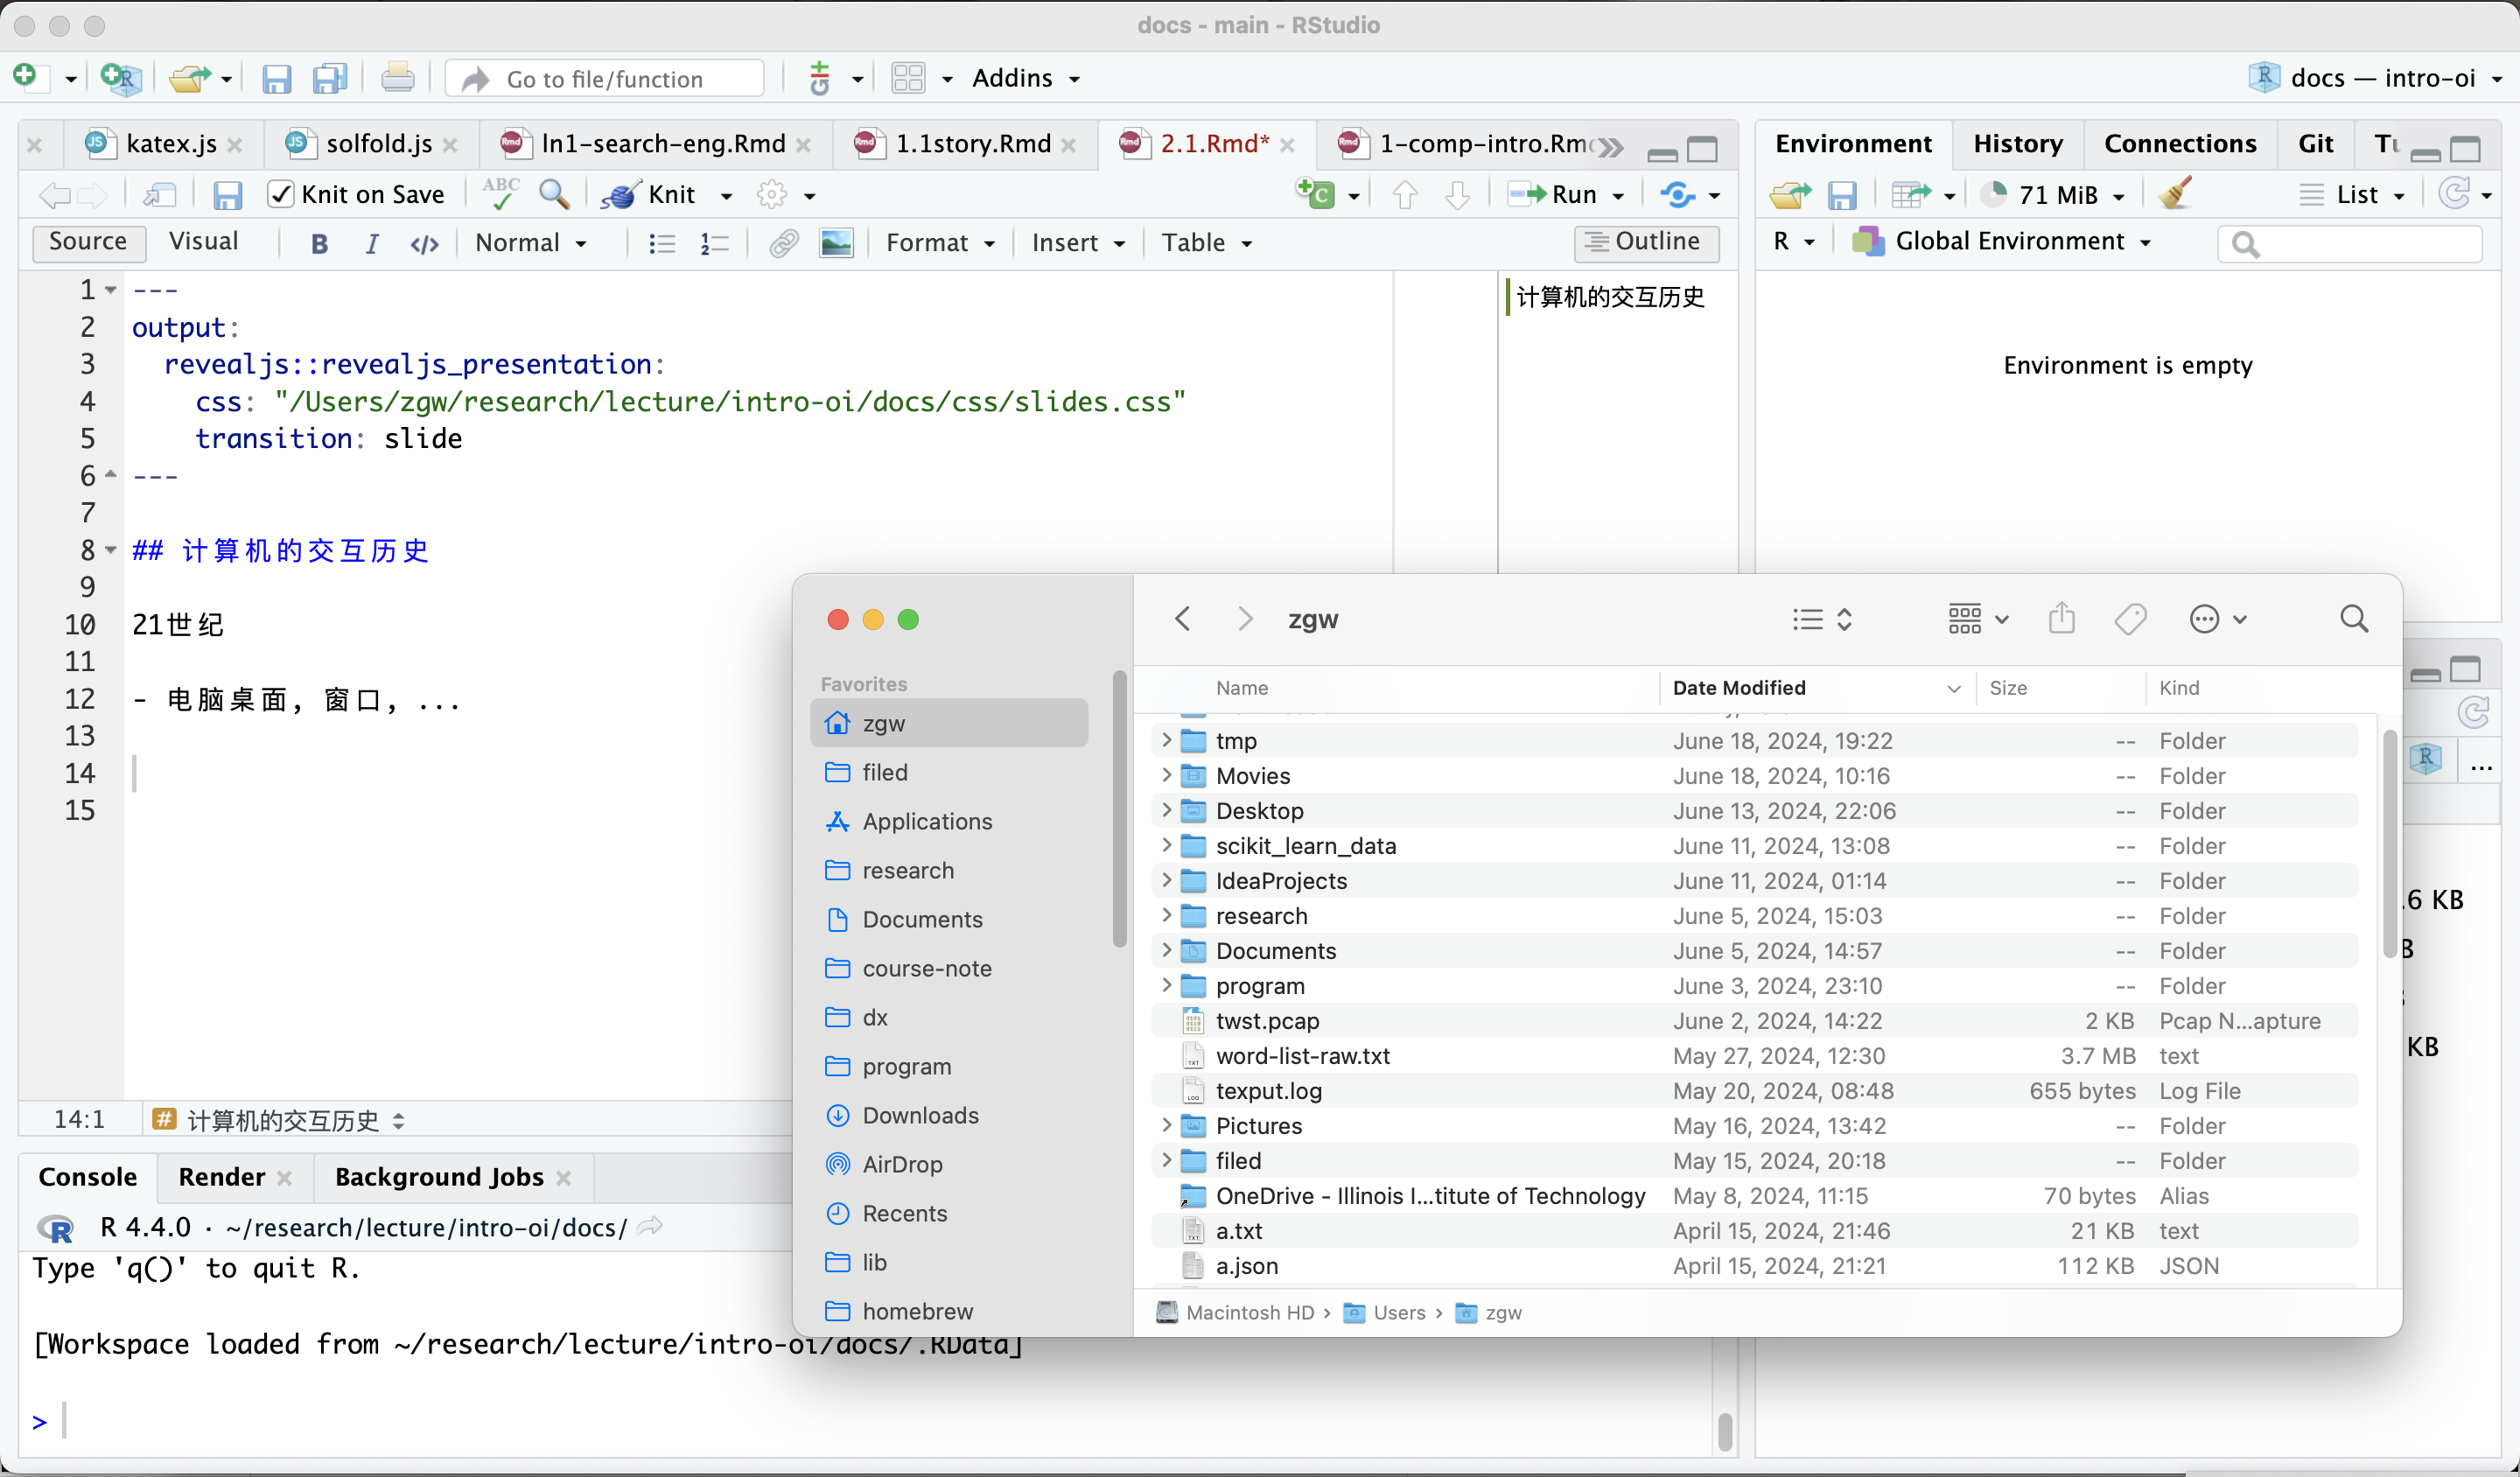 docs - main - RStudio
Go to file/function
Addins
docs — intro-oi
katex.js
solfold.js
ln1-search-eng.Rmd
1.1story.Rmd
2.1.Rmd*
1-comp-intro.Rm
Knit on Save
Knit
Run
Source
Visual
B
I
</>
Normal
Format
Insert
Table
Outline
1 ---
2 output:
3 revealjs::revealjs_presentation:
4 css: "/Users/zgw/research/lecture/intro-oi/docs/css/slides.css"
5 transition: slide
6 ---
7
8 ## 计算机的交互历史
9
10 21世纪
11
12 - 电脑桌面, 窗口, ...
13
14
15
计算机的交互历史
14:1
# 计算机的交互历史
Console
Render
Background Jobs
R 4.4.0 · ~/research/lecture/intro-oi/docs/
Type 'q()' to quit R.
[Workspace loaded from ~/research/lecture/intro-oi/docs/.RData]
>
Environment
History
Connections
Git
71 MiB
List
R
Global Environment
Environment is empty
...
.6 KB
KB
Favorites
zgw
filed
Applications
research
Documents
course-note
dx
program
Downloads
AirDrop
Recents
lib
homebrew
zgw
Name Date Modified Size Kind
tmp June 18, 2024, 19:22 -- Folder
Movies June 18, 2024, 10:16 -- Folder
Desktop June 13, 2024, 22:06 -- Folder
scikit_learn_data June 11, 2024, 13:08 -- Folder
IdeaProjects June 11, 2024, 01:14 -- Folder
research June 5, 2024, 15:03 -- Folder
Documents June 5, 2024, 14:57 -- Folder
program June 3, 2024, 23:10 -- Folder
twst.pcap June 2, 2024, 14:22 2 KB Pcap N...apture
word-list-raw.txt May 27, 2024, 12:30 3.7 MB text
texput.log May 20, 2024, 08:48 655 bytes Log File
Pictures May 16, 2024, 13:42 -- Folder
filed May 15, 2024, 20:18 -- Folder
OneDrive - Illinois I...titute of Technology May 8, 2024, 11:15 70 bytes Alias
a.txt April 15, 2024, 21:46 21 KB text
a.json April 15, 2024, 21:21 112 KB JSON
Macintosh HD › Users › zgw